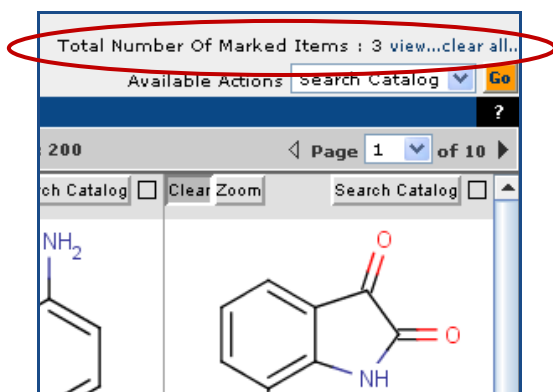 Total Number Of Marked Items : 3 view...clear all..
Available Actions Search Catalog Go
?
200 Page 1 of 10
ch Catalog Clear Zoom Search Catalog
NH2 O
O
NH